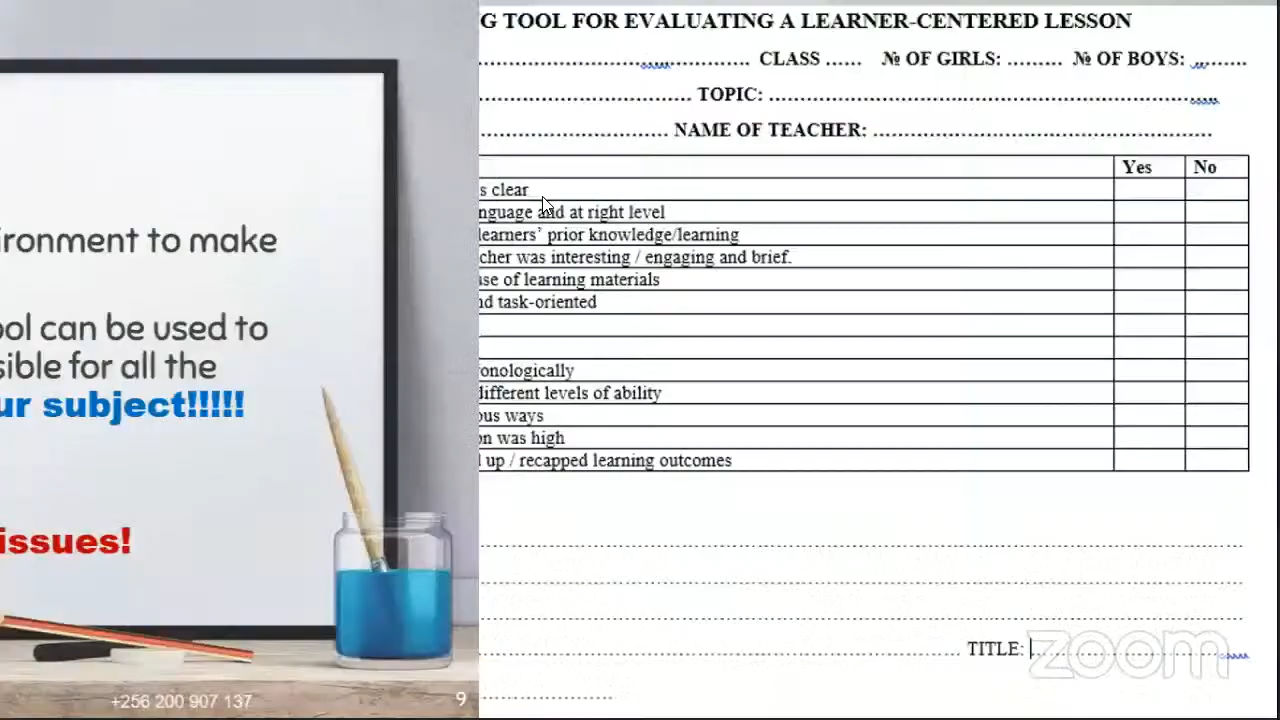 ironment to make
ool can be used to
sible for all the
ur subject!!!!!
issues!
+256 200 907 137
9
G TOOL FOR EVALUATING A LEARNER-CENTERED LESSON
CLASS ...... № OF GIRLS: ......... № OF BOYS: .........
TOPIC: ..................................................................
NAME OF TEACHER: ..................................................
Yes No
s clear
nguage and at right level
learners’ prior knowledge/learning
cher was interesting / engaging and brief.
use of learning materials
nd task-oriented
ronologically
different levels of ability
ous ways
on was high
l up / recapped learning outcomes
TITLE:
zoom